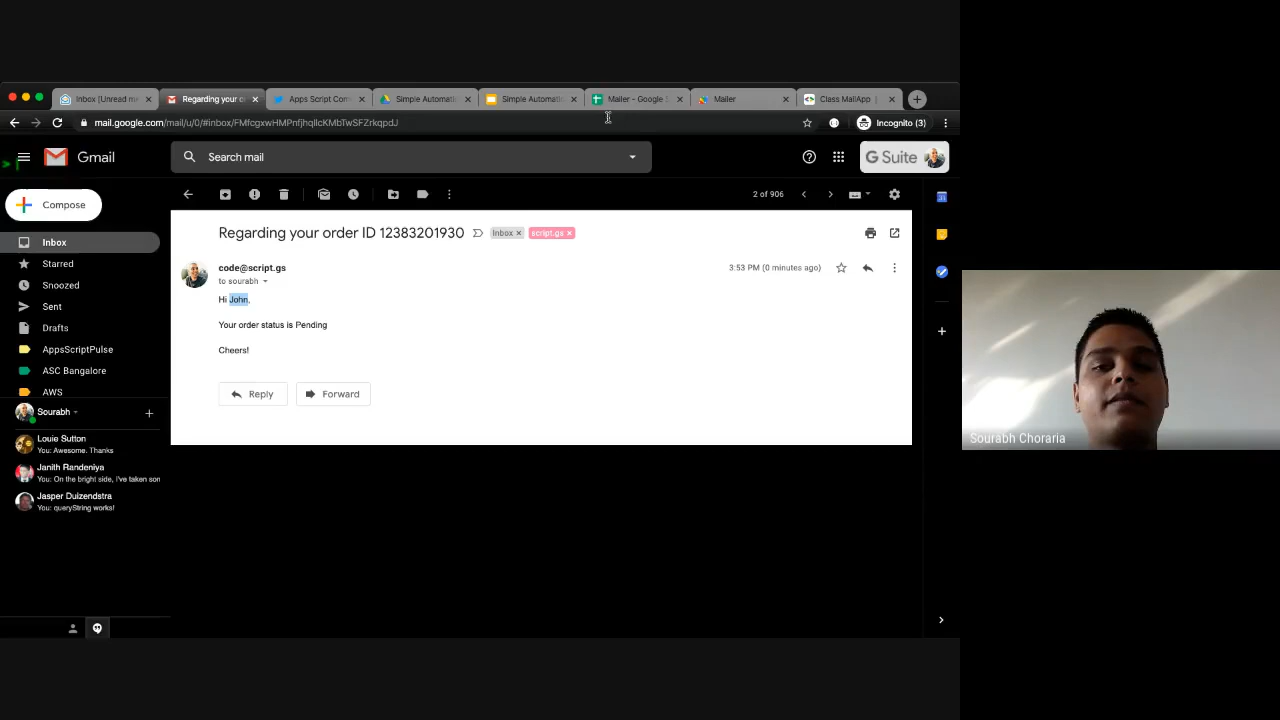 Inbox [Unread m
Regarding your o
Apps Script Com
Simple Automati
Simple Automati
Mailer - Google
Mailer
Class MailApp |
mail.google.com/mail/u/0/#inbox/FMfcgxwHMPnfjhqllcKMbTwSFZrkqpdJ
Incognito (3)
Gmail
Search mail
G Suite
Compose
2 of 906
Inbox
Starred
Snoozed
Sent
Drafts
AppsScriptPulse
ASC Bangalore
AWS
Regarding your order ID 12383201930
Inbox x
script.gs x
code@script.gs
3:53 PM (0 minutes ago)
to sourabh
Hi John,
Your order status is Pending
Cheers!
Reply
Forward
Sourabh
Louie Sutton
You: Awesome. Thanks
Janith Randeniya
You: On the bright side, I've taken son
Jasper Duizendstra
You: queryString works!
Sourabh Choraria